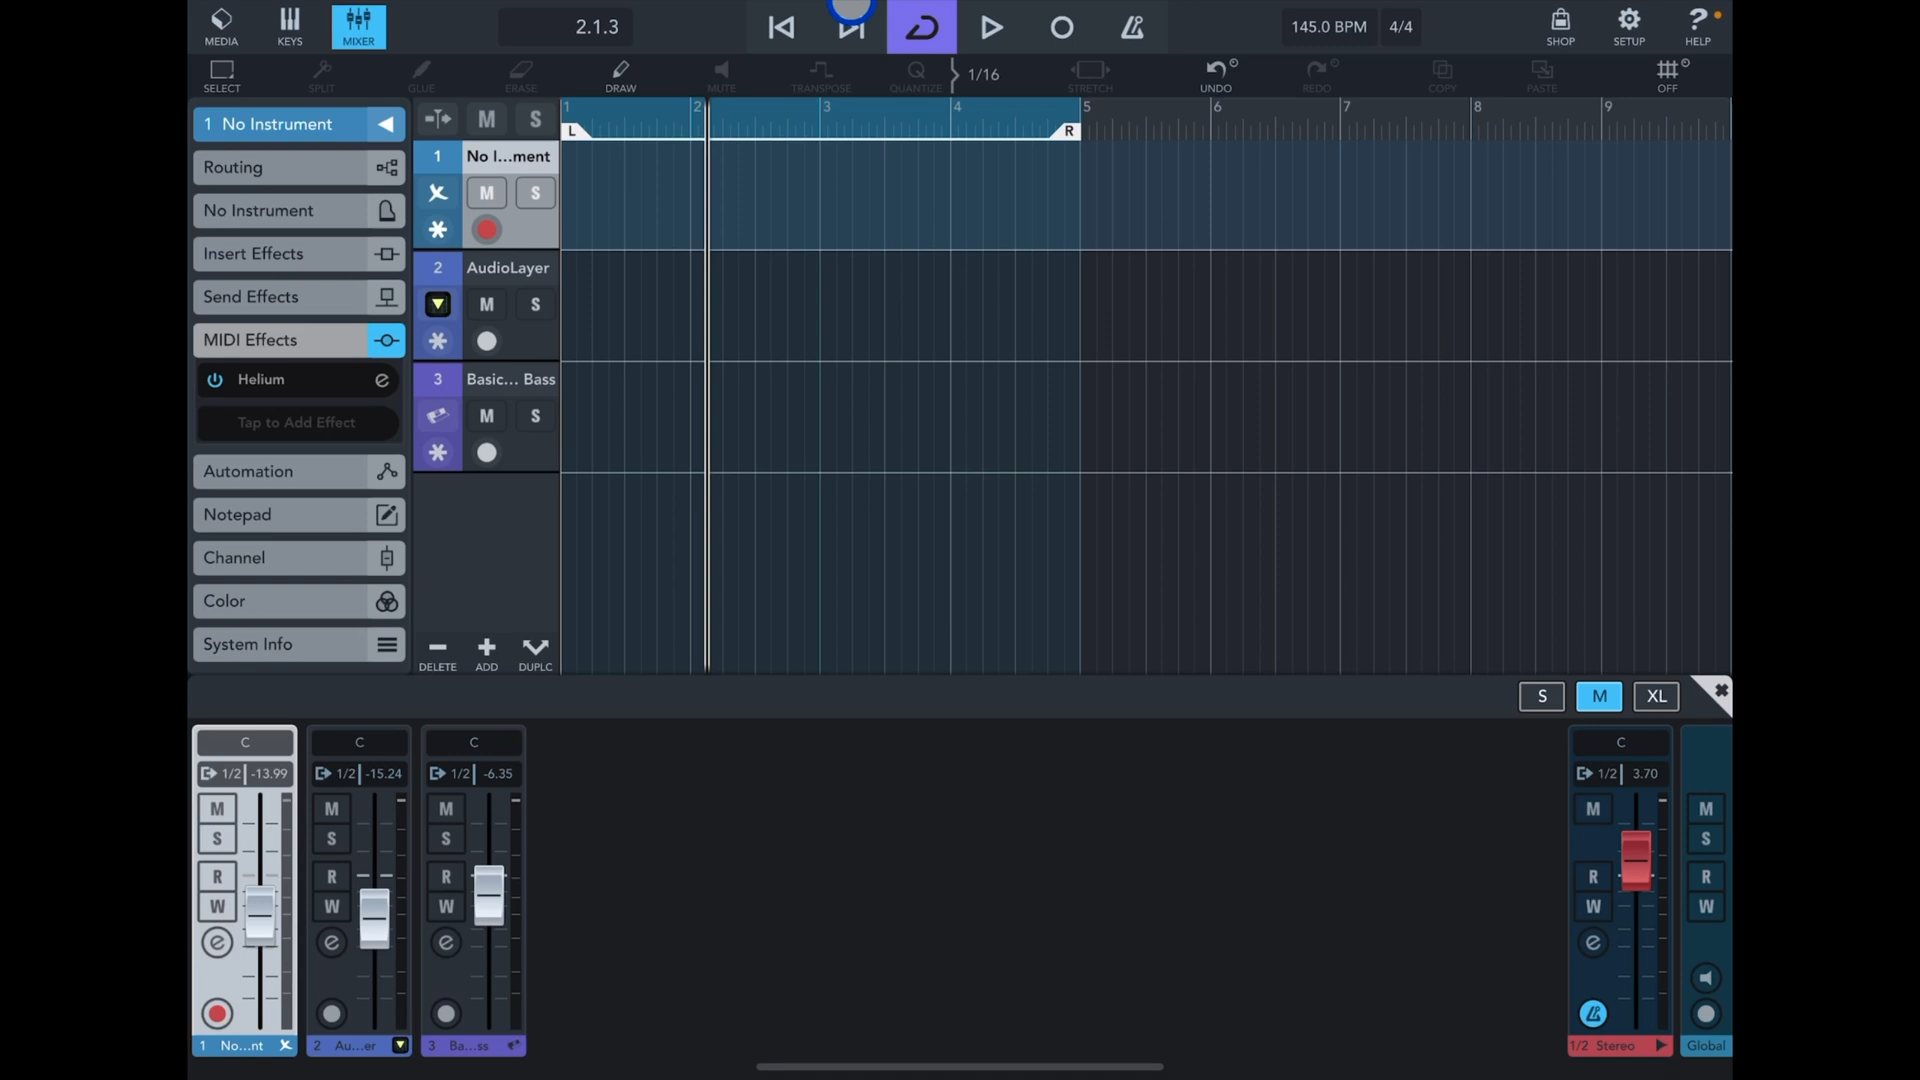 MEDIA
KEYS
MIXER
2.1.3
145.0 BPM
4/4
SHOP
SETUP
HELP
SELECT
SPLIT
GLUE
ERASE
DRAW
MUTE
TRANSPOSE
QUANTIZE
1/16
STRETCH
UNDO
REDO
COPY
PASTE
OFF
1 No Instrument
Routing
No Instrument
Insert Effects
Send Effects
MIDI Effects
Helium
e
Tap to Add Effect
Automation
Notepad
Channel
Color
System Info
M S
1 No I...ment
M S
2 AudioLayer
M S
3 Basic... Bass
M S
DELETE
ADD
DUPLC
1 2 3 4 5 6 7 8 9
L R
S M XL
C C C C
1/2 -13.99 1/2 -15.24 1/2 -6.35 1/2 3.70
M M M M M
S S S S
R R R R R
W W W W W
e e e e
1 No...nt 2 Au...er 3 Ba...ss 1/2 Stereo Global